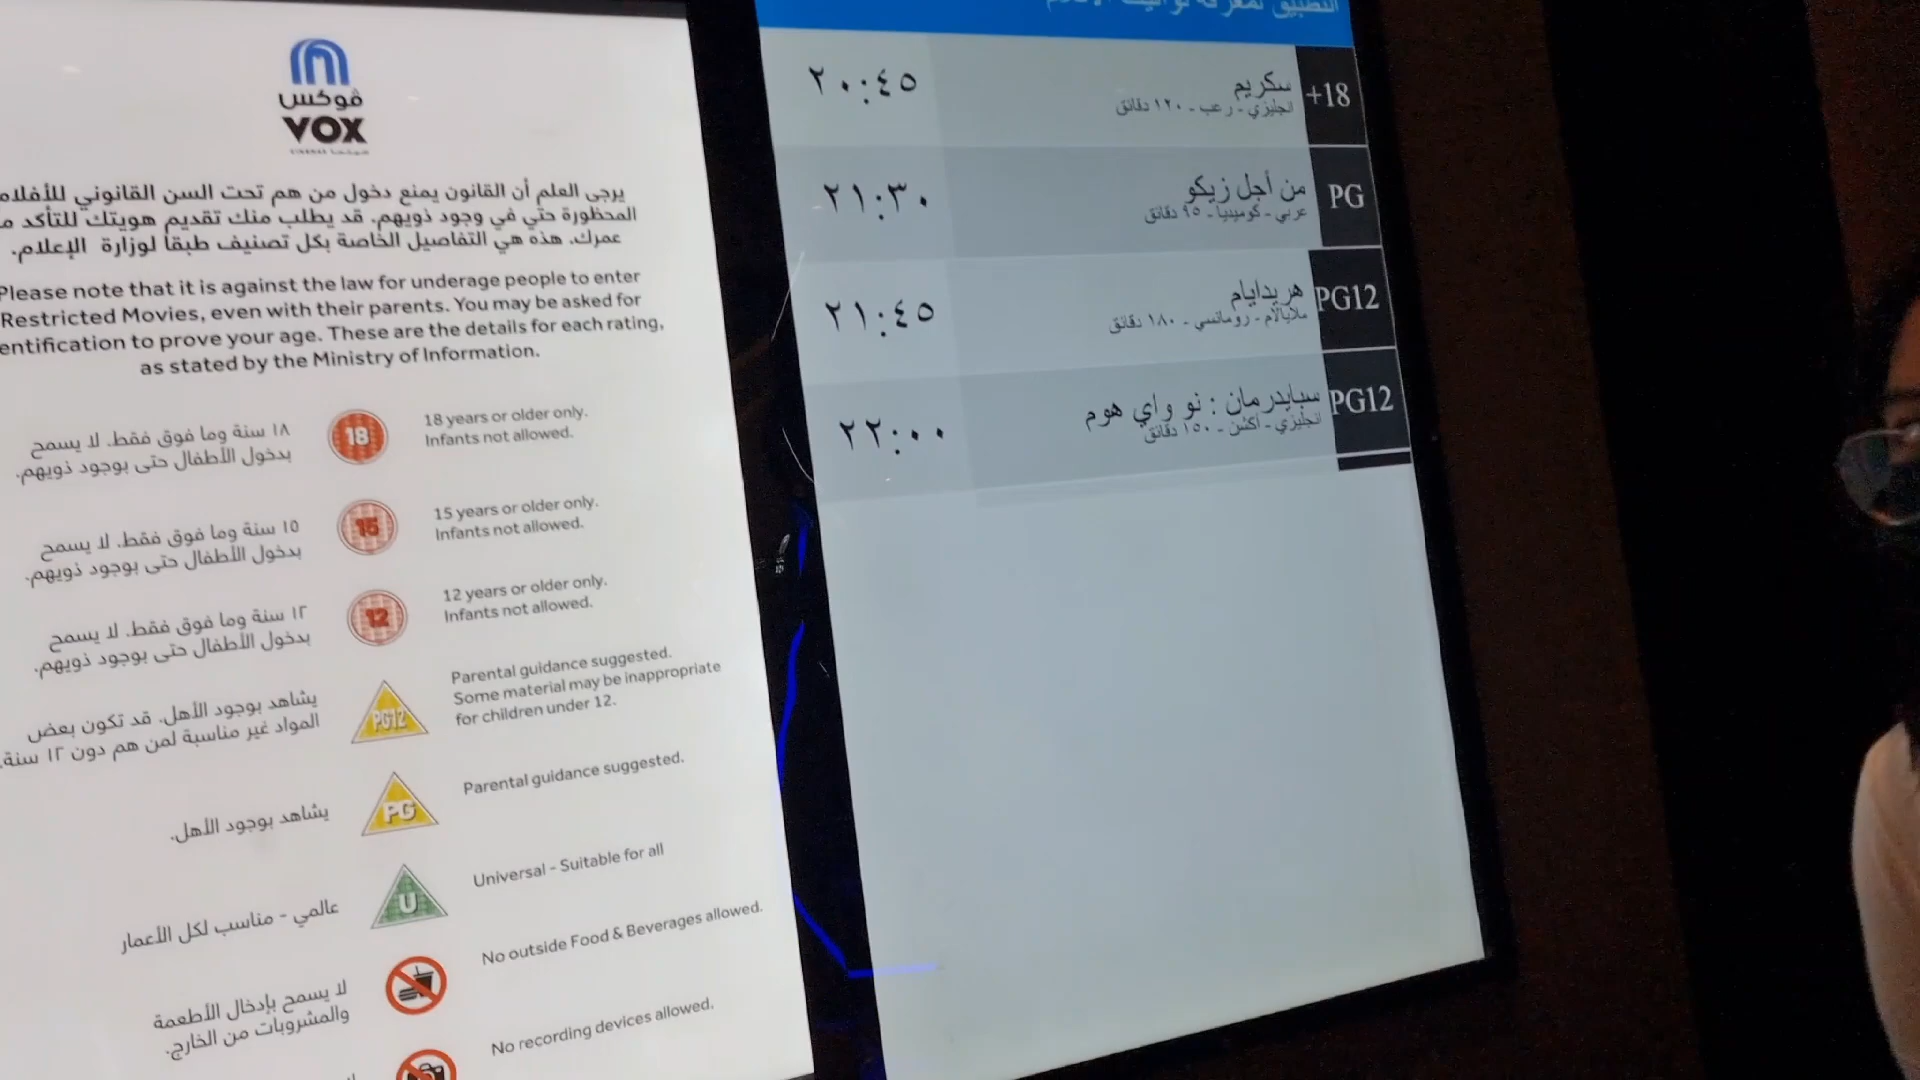 ڤوكس
VOX
يرجى العلم أن القانون يمنع دخول من هم تحت السن القانوني للأفلام
المحظورة حتي في وجود ذويهم. قد يطلب منك تقديم هويتك للتأكد
عمرك. هذه هي التفاصيل الخاصة بكل تصنيف طبقا لوزارة الإعلام.
Please note that it is against the law for underage people to enter
Restricted Movies, even with their parents. You may be asked for
entification to prove your age. These are the details for each rating,
as stated by the Ministry of Information.
١٨ سنة وما فوق فقط. لا يسمح
بدخول الأطفال حتى بوجود ذويهم.
18
18 years or older only.
Infants not allowed.
١٥ سنة وما فوق فقط. لا يسمح
بدخول الأطفال حتى بوجود ذويهم.
15
15 years or older only.
Infants not allowed.
١٢ سنة وما فوق فقط. لا يسمح
بدخول الأطفال حتى بوجود ذويهم.
12
12 years or older only.
Infants not allowed.
يشاهد بوجود الأهل. قد تكون بعض
المواد غير مناسبة لمن هم دون ١٢ سنة.
PG12
Parental guidance suggested.
Some material may be inappropriate
for children under 12.
يشاهد بوجود الأهل.
PG
Parental guidance suggested.
عالمي - مناسب لكل الأعمار
U
Universal - Suitable for all
لا يسمح بإدخال الأطعمة
والمشروبات من الخارج.
No outside Food & Beverages allowed.
No recording devices allowed.
+18
سكريم
انجليزي - رعب - ١٢٠ دقائق
٢٠:٤٥
PG
من أجل زيكو
عربي - كوميديا - ٩٥ دقائق
٢١:٣٠
PG12
هريدايام
مالايالام - رومانسي - ١٨٠ دقائق
٢١:٤٥
PG12
سبايدرمان : نو واي هوم
انجليزي - اكشن - ١٥٠ دقائق
٢٢:٠٠